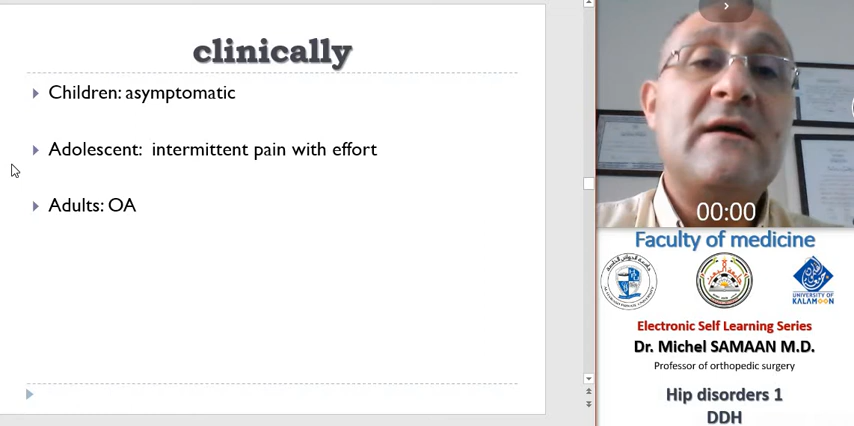 clinically
Children: asymptomatic
Adolescent:  intermittent pain with effort
Adults: OA
00:00
Faculty of medicine
UNIVERSITY OF
KALAMOON
Electronic Self Learning Series
Dr. Michel SAMAAN M.D.
Professor of orthopedic surgery
Hip disorders 1
DDH